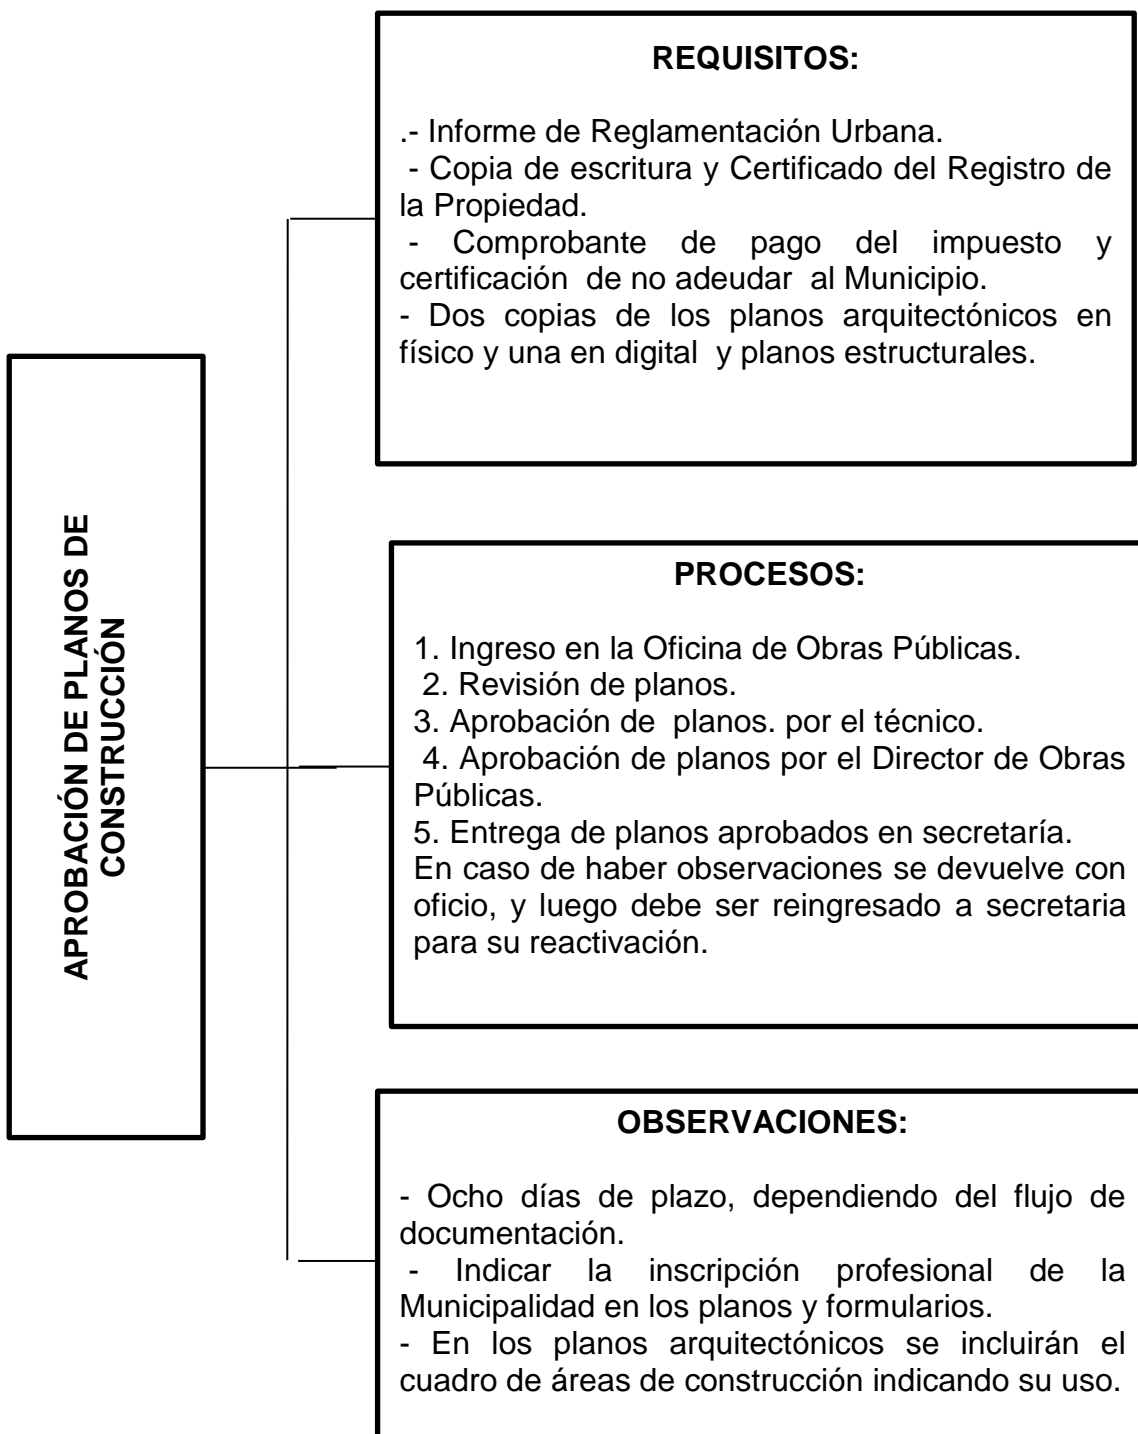 APROBACIÓN DE PLANOS DE
CONSTRUCCIÓN
REQUISITOS:
.- Informe de Reglamentación Urbana.
- Copia de escritura y Certificado del Registro de
la Propiedad.
- Comprobante de pago del impuesto y
certificación de no adeudar al Municipio.
- Dos copias de los planos arquitectónicos en
físico y una en digital y planos estructurales.
PROCESOS:
1. Ingreso en la Oficina de Obras Públicas.
2. Revisión de planos.
3. Aprobación de planos. por el técnico.
4. Aprobación de planos por el Director de Obras
Públicas.
5. Entrega de planos aprobados en secretaría.
En caso de haber observaciones se devuelve con
oficio, y luego debe ser reingresado a secretaria
para su reactivación.
OBSERVACIONES:
- Ocho días de plazo, dependiendo del flujo de
documentación.
- Indicar la inscripción profesional de la
Municipalidad en los planos y formularios.
- En los planos arquitectónicos se incluirán el
cuadro de áreas de construcción indicando su uso.